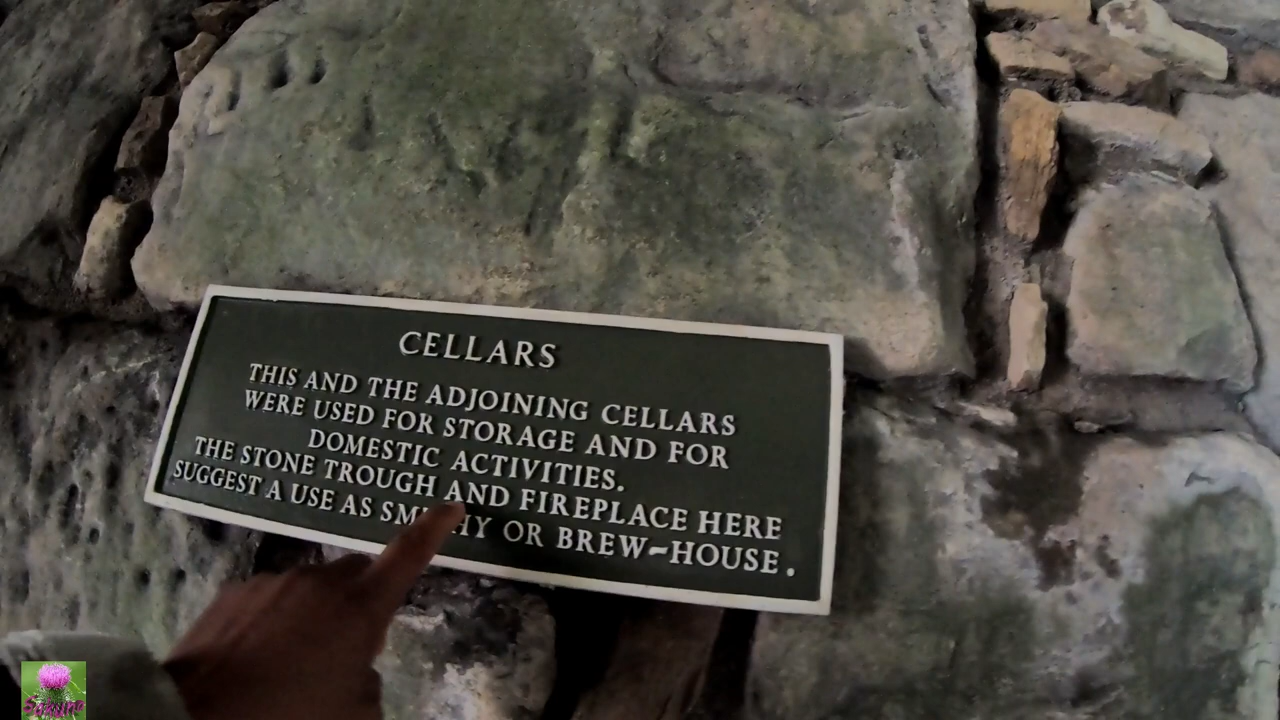 CELLARS
THIS AND THE ADJOINING CELLARS
WERE USED FOR STORAGE AND FOR
DOMESTIC ACTIVITIES.
THE STONE TROUGH AND FIREPLACE HERE
SUGGEST A USE AS SMITHY OR BREW-HOUSE.